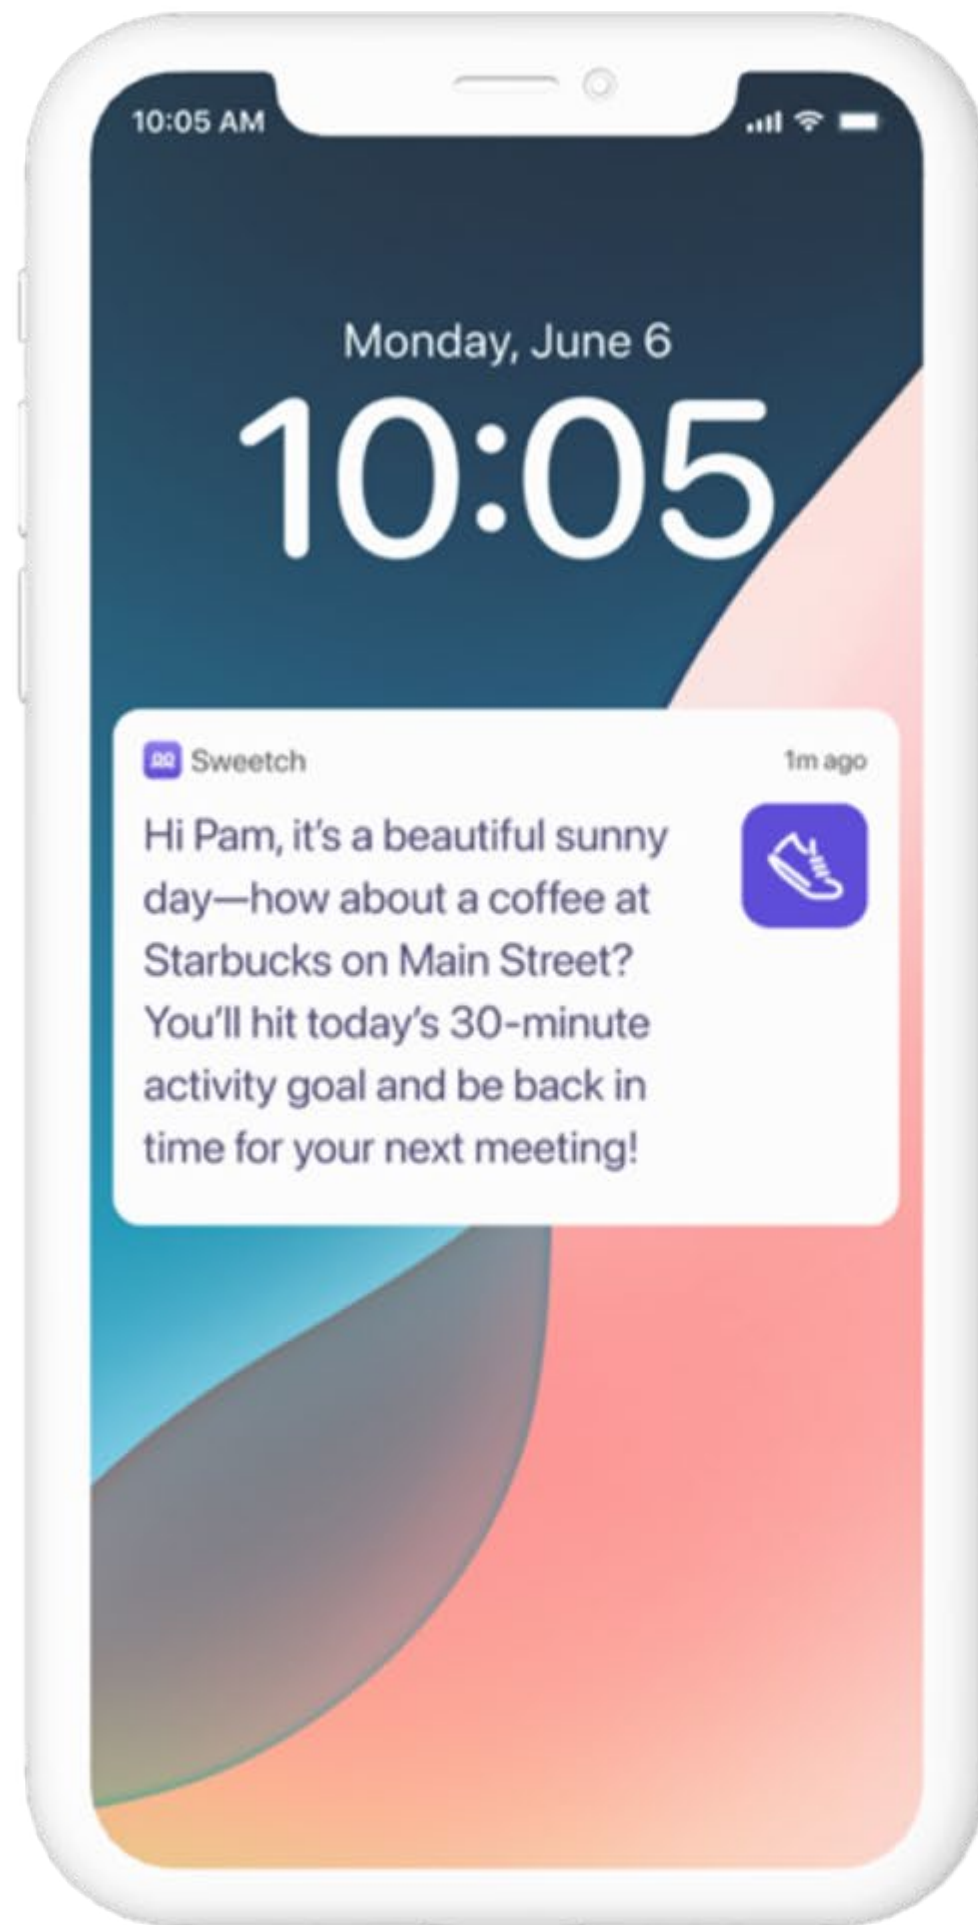 10:05 AM
Monday, June 6
10:05
Sweetch
1m ago
Hi Pam, it's a beautiful sunny
day—how about a coffee at
Starbucks on Main Street?
You'll hit today's 30-minute
activity goal and be back in
time for your next meeting!